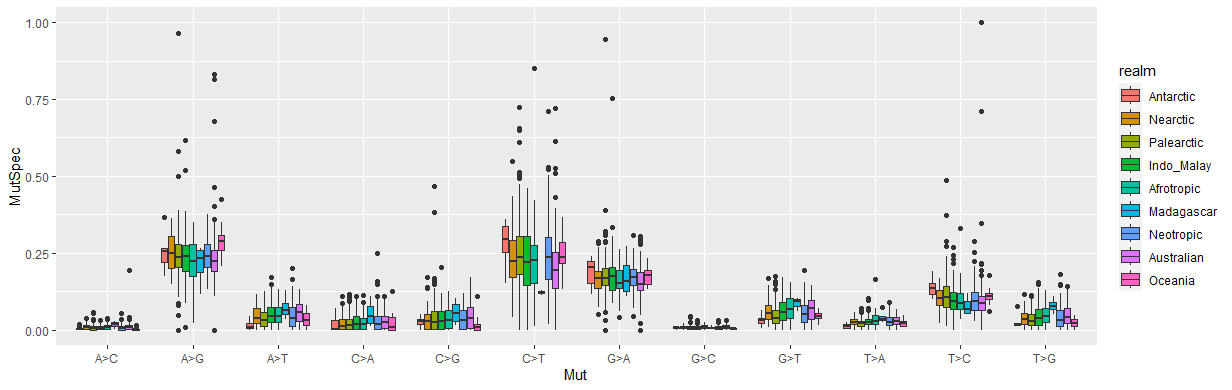 MutSpec
1.00
0.75
0.50
0.25
0.00
A>C A>G A>T C>A C>G C>T G>A G>C G>T T>A T>C T>G
Mut
realm
Antarctic
Nearctic
Palearctic
Indo_Malay
Afrotropic
Madagascar
Neotropic
Australian
Oceania